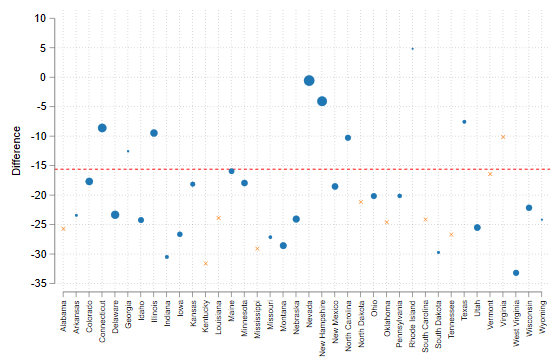 10
5
0
-5
-10
-15
-20
-25
-30
-35
Difference
Alabama
Arkansas
Colorado
Connecticut
Delaware
Georgia
Idaho
Illinois
Indiana
Iowa
Kansas
Kentucky
Louisiana
Maine
Minnesota
Mississippi
Missouri
Montana
Nebraska
Nevada
New Hampshire
New Mexico
North Carolina
North Dakota
Ohio
Oklahoma
Pennsylvania
Rhode Island
South Carolina
South Dakota
Tennessee
Texas
Utah
Vermont
Virginia
West Virginia
Wisconsin
Wyoming